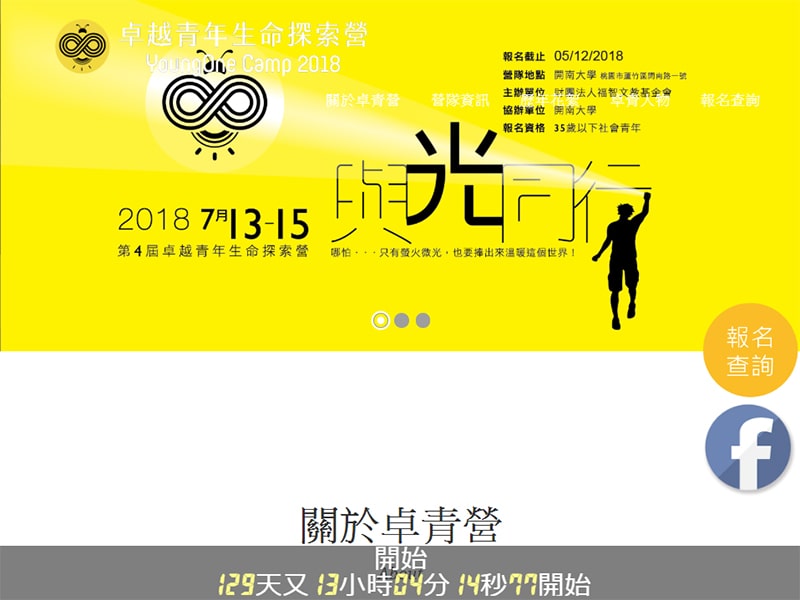 卓越青年生命探索營
YoungOne Camp 2018
報名截止 05/12/2018
營隊地點 開南大學 桃園市蘆竹區開南路一號
主辦單位 財團法人福智文教基金會
協辦單位 開南大學
報名資格 35歲以下社會青年
關於卓青營 營隊資訊 卓青人物 報名查詢
與光同行
2018 7月13-15
第4屆卓越青年生命探索營
哪怕...只有螢火微光,也要捧出來溫暖這個世界!
報名
查詢
f
關於卓青營
開始
About
129天又13小時04分14秒77開始